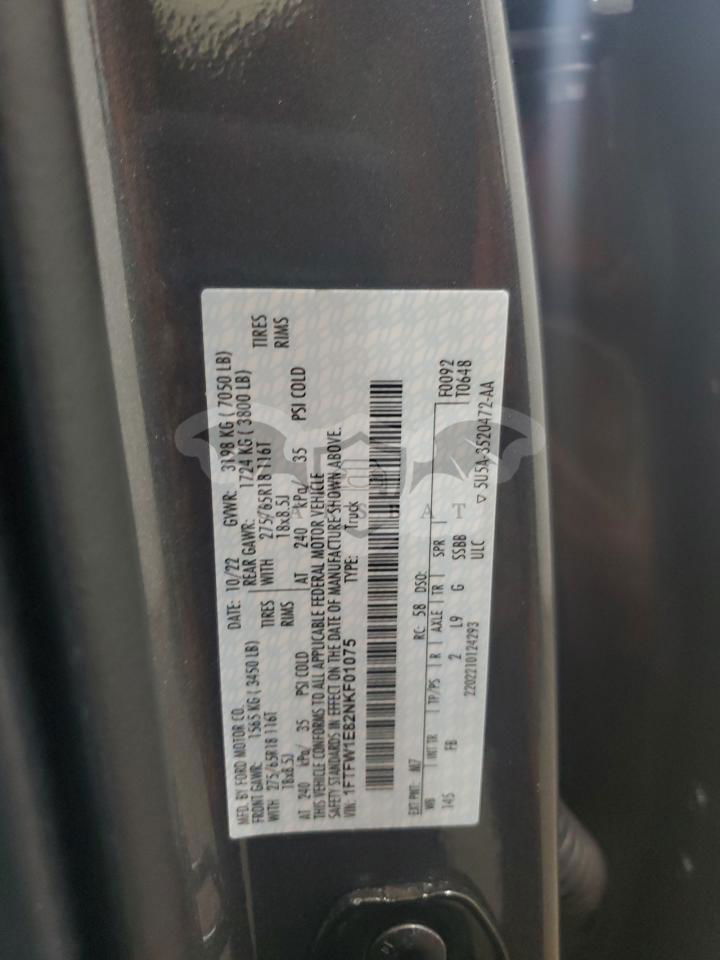 MFD. BY FORD MOTOR CO. DATE: 10/22 GVWR: 3198 KG ( 7050 LB)
FRONT GAWR: 1565 KG ( 3450 LB) REAR GAWR: 1724 KG ( 3800 LB)
WITH 275/65R18 116T TIRES WITH 275/65R18 116T TIRES
18x8.5J RIMS 18x8.5J RIMS
AT 240 kPa/ 35 PSI COLD AT 240 kPa/ 35 PSI COLD
THIS VEHICLE CONFORMS TO ALL APPLICABLE FEDERAL MOTOR VEHICLE
SAFETY STANDARDS IN EFFECT ON THE DATE OF MANUFACTURE SHOWN ABOVE.
VIN: 1FTFW1E82NKF01075 TYPE: Truck
EXT PNT: M7 RC: 58 DSO: F0092
WB INT TR TP/PS R AXLE TR SPR T0648
145 FB 2 L9 G SSBB
2202210124293 ULC
▽ 5U5A-3520472-AA